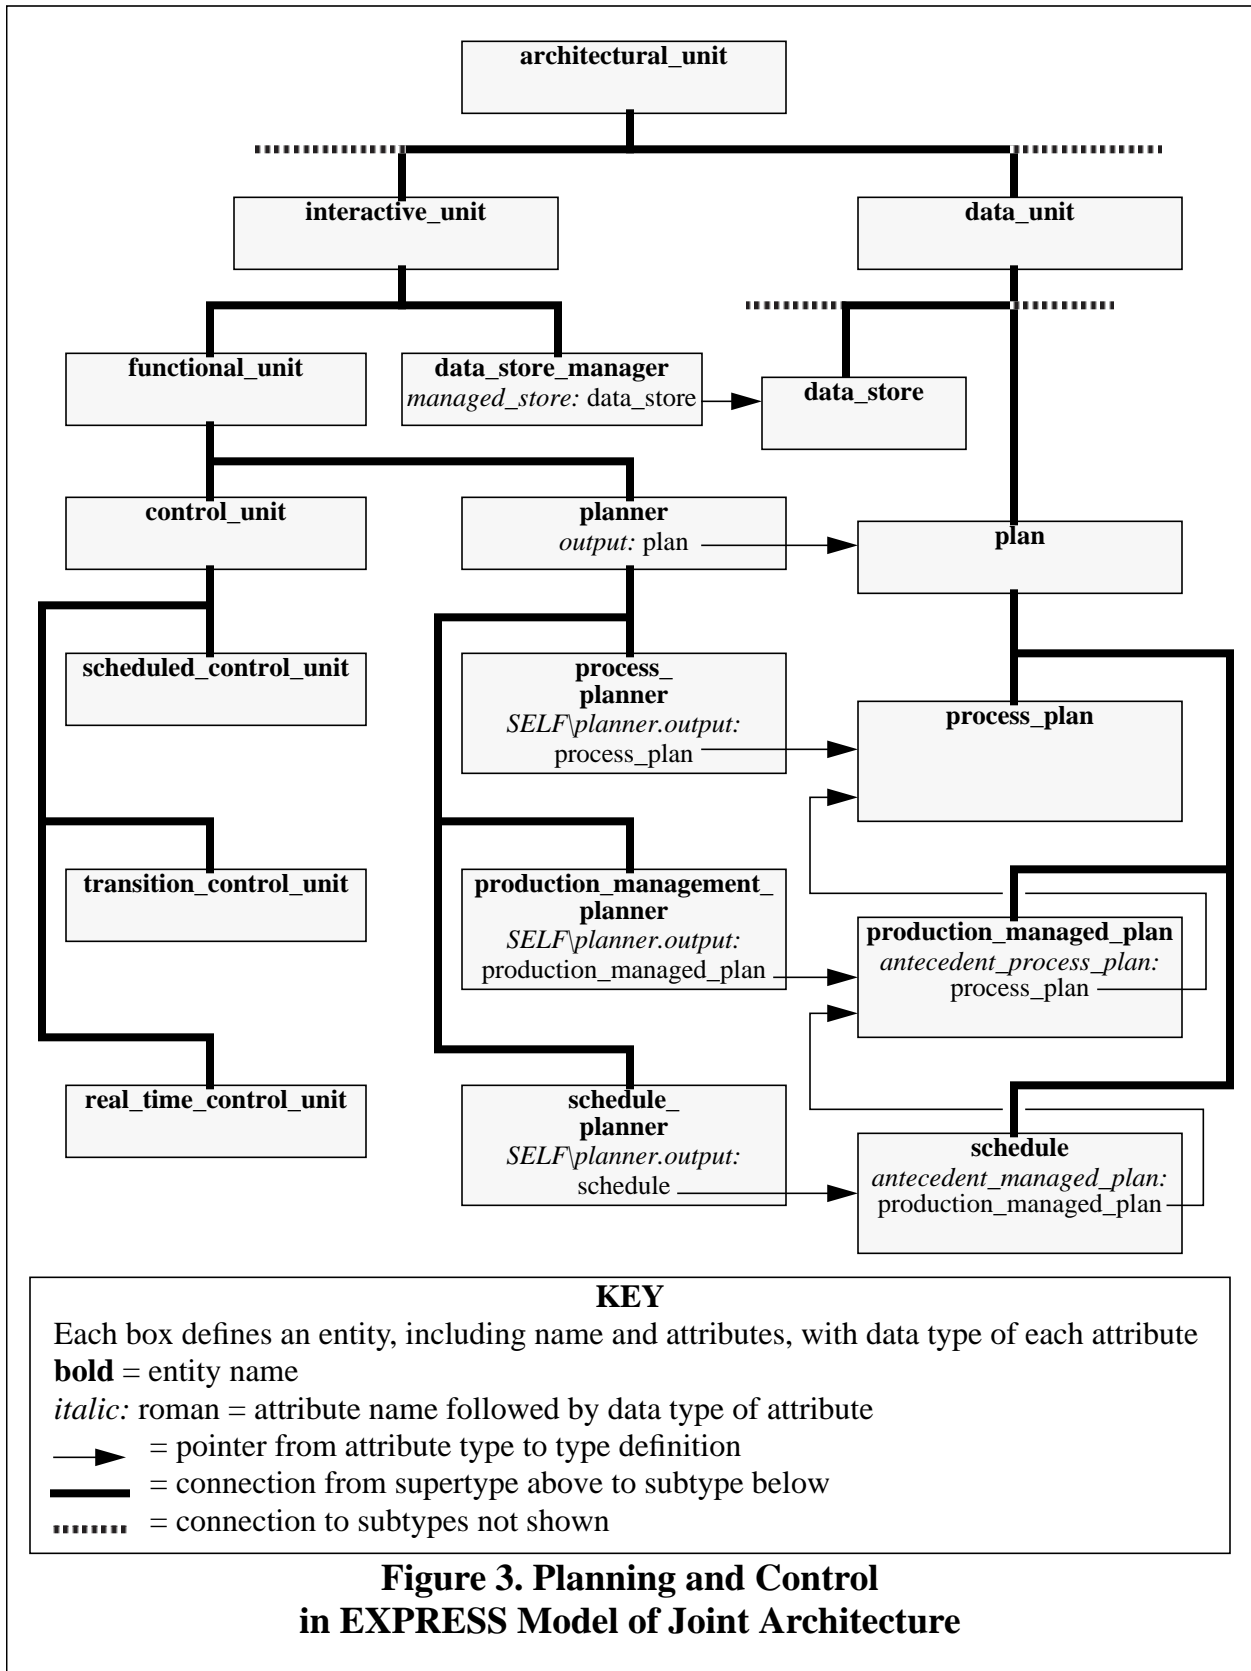 architectural_unit
interactive_unit
data_unit
functional_unit
data_store_manager
managed_store: data_store
data_store
control_unit
planner
output: plan
plan
scheduled_control_unit
process_
planner
SELF\planner.output:
process_plan
process_plan
transition_control_unit
production_management_
planner
SELF\planner.output:
production_managed_plan
production_managed_plan
antecedent_process_plan:
process_plan
real_time_control_unit
schedule_
planner
SELF\planner.output:
schedule
schedule
antecedent_managed_plan:
production_managed_plan
KEY
Each box defines an entity, including name and attributes, with data type of each attribute
bold = entity name
italic: roman = attribute name followed by data type of attribute
= pointer from attribute type to type definition
= connection from supertype above to subtype below
= connection to subtypes not shown
Figure 3. Planning and Control
in EXPRESS Model of Joint Architecture